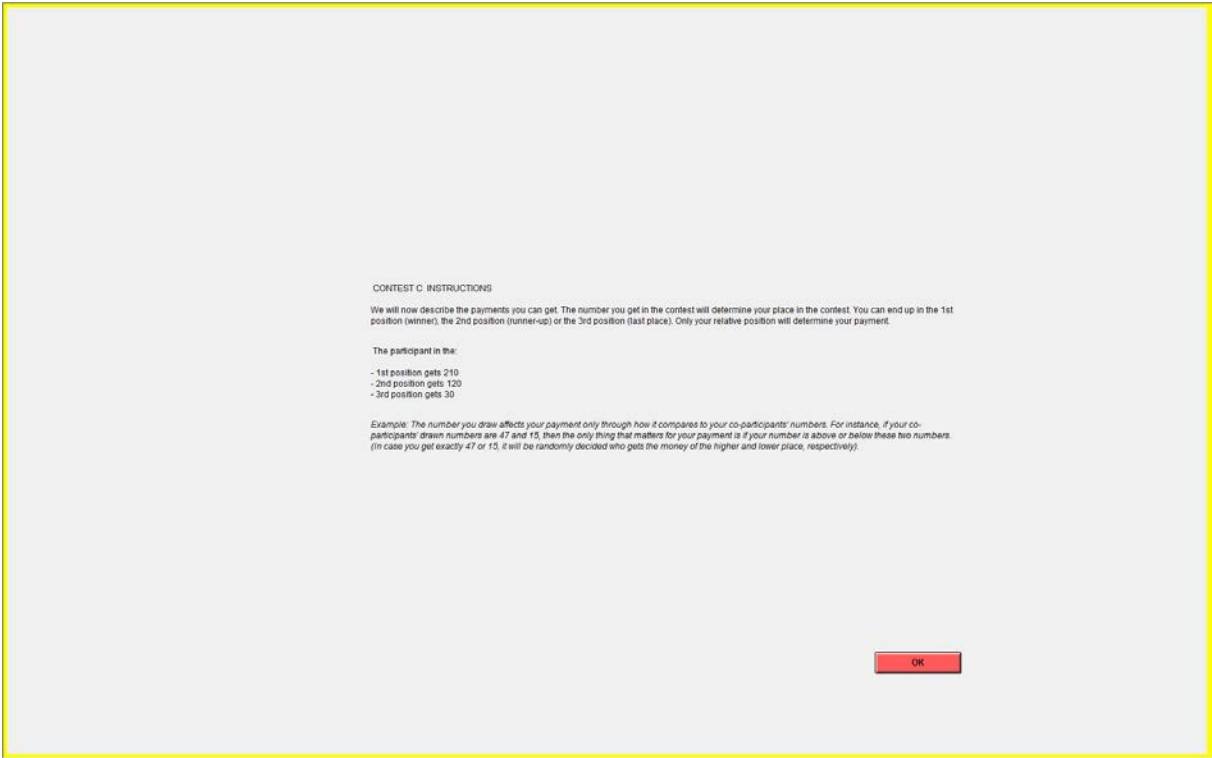 CONTEST C INSTRUCTIONS
We will now describe the payments you can get. The number you get in the contest will determine your place in the contest. You can end up in the 1st
position (winner), the 2nd position (runner-up) or the 3rd position (last place). Only your relative position will determine your payment.
The participant in the:
- 1st position gets 210
- 2nd position gets 120
- 3rd position gets 30
Example: The number you draw affects your payment only through how it compares to your co-participants' numbers. For instance, if your co-
participants' drawn numbers are 47 and 15, then the only thing that matters for your payment is if your number is above or below these two numbers.
(In case you get exactly 47 or 15, it will be randomly decided who gets the money of the higher and lower place, respectively).
OK